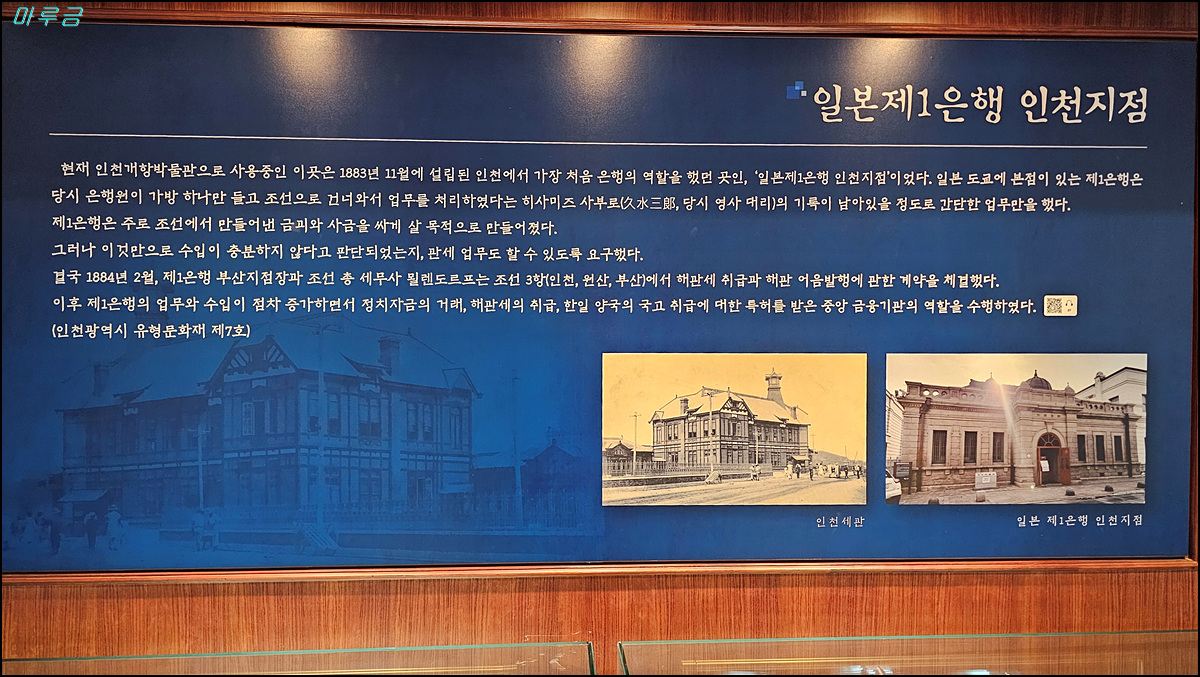 마루금
일본제1은행 인천지점
현재 인천개항박물관으로 사용중인 이곳은 1883년 11월에 설립된 인천에서 가장 처음 은행의 역할을 했던 곳인, ‘일본제1은행 인천지점’이었다. 일본 도쿄에 본점이 있는 제1은행은
당시 은행원이 가방 하나만 들고 조선으로 건너와서 업무를 처리하였다는 히사미즈 사부로(久水三郎, 당시 영사 대리)의 기록이 남아있을 정도로 간단한 업무만을 했다.
제1은행은 주로 조선에서 만들어낸 금괴와 사금을 싸게 살 목적으로 만들어졌다.
그러나 이것만으로 수입이 충분하지 않다고 판단되었는지, 관세 업무도 할 수 있도록 요구했다.
결국 1884년 2월, 제1은행 부산지점장과 조선 총 세무사 묄렌도르프는 조선 3항(인천, 원산, 부산)에서 해관세 취급과 해관 어음발행에 관한 계약을 체결했다.
이후 제1은행의 업무와 수입이 점차 증가하면서 정치자금의 거래, 해관세의 취급, 한일 양국의 국고 취급에 대한 특허를 받은 중앙 금융기관의 역할을 수행하였다.
(인천광역시 유형문화재 제7호)
인천세관
일본 제1은행 인천지점